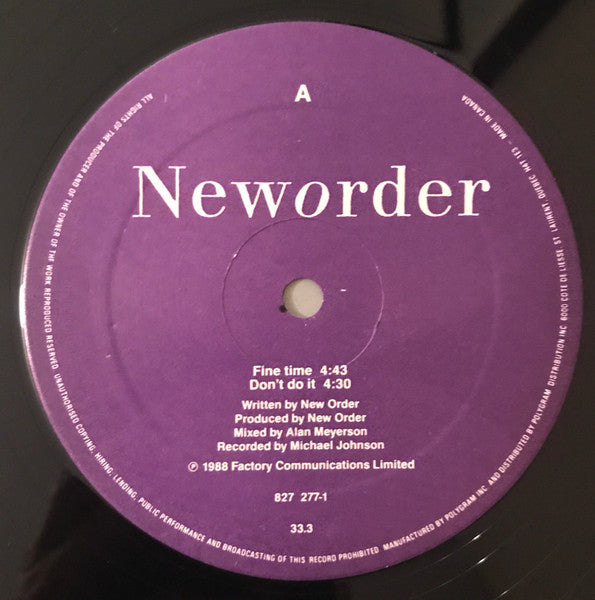 A
Neworder
Fine time 4:43
Don't do it 4:30
Written by New Order
Produced by New Order
Mixed by Alan Meyerson
Recorded by Michael Johnson
℗ 1988 Factory Communications Limited
827 277-1
33.3
ALL RIGHTS OF THE PRODUCER AND OF THE OWNER OF THE WORK REPRODUCED RESERVED. UNAUTHORISED COPYING, HIRING, LENDING, PUBLIC PERFORMANCE AND BROADCASTING OF THIS RECORD PROHIBITED. MANUFACTURED BY POLYGRAM INC. AND DISTRIBUTED BY POLYGRAM DISTRIBUTION INC. 6000 COTE DE LIESSE, ST LAURENT, QUEBEC H4T 1E3 – MADE IN CANADA